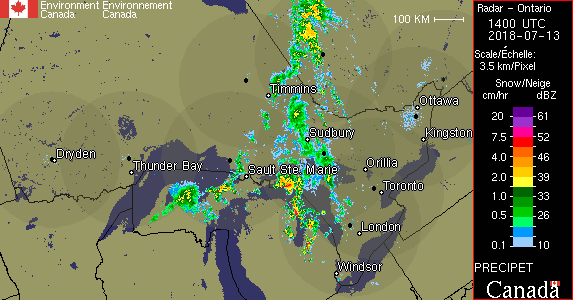 Environment Environnement
Canada Canada
100 KM
Timmins
Ottawa
Sudbury
Kingston
Dryden
Thunder Bay
Sault Ste. Marie
Orillia
Toronto
London
Windsor
Radar - Ontario
1400 UTC
2018-07-13
Scale/Échelle:
3.5 km/Pixel
Snow/Neige
cm/hr dBZ
20 61
7.5 52
4.0 46
2.0 39
1.0 33
0.5 26
0.1 10
PRECIPET
Canada